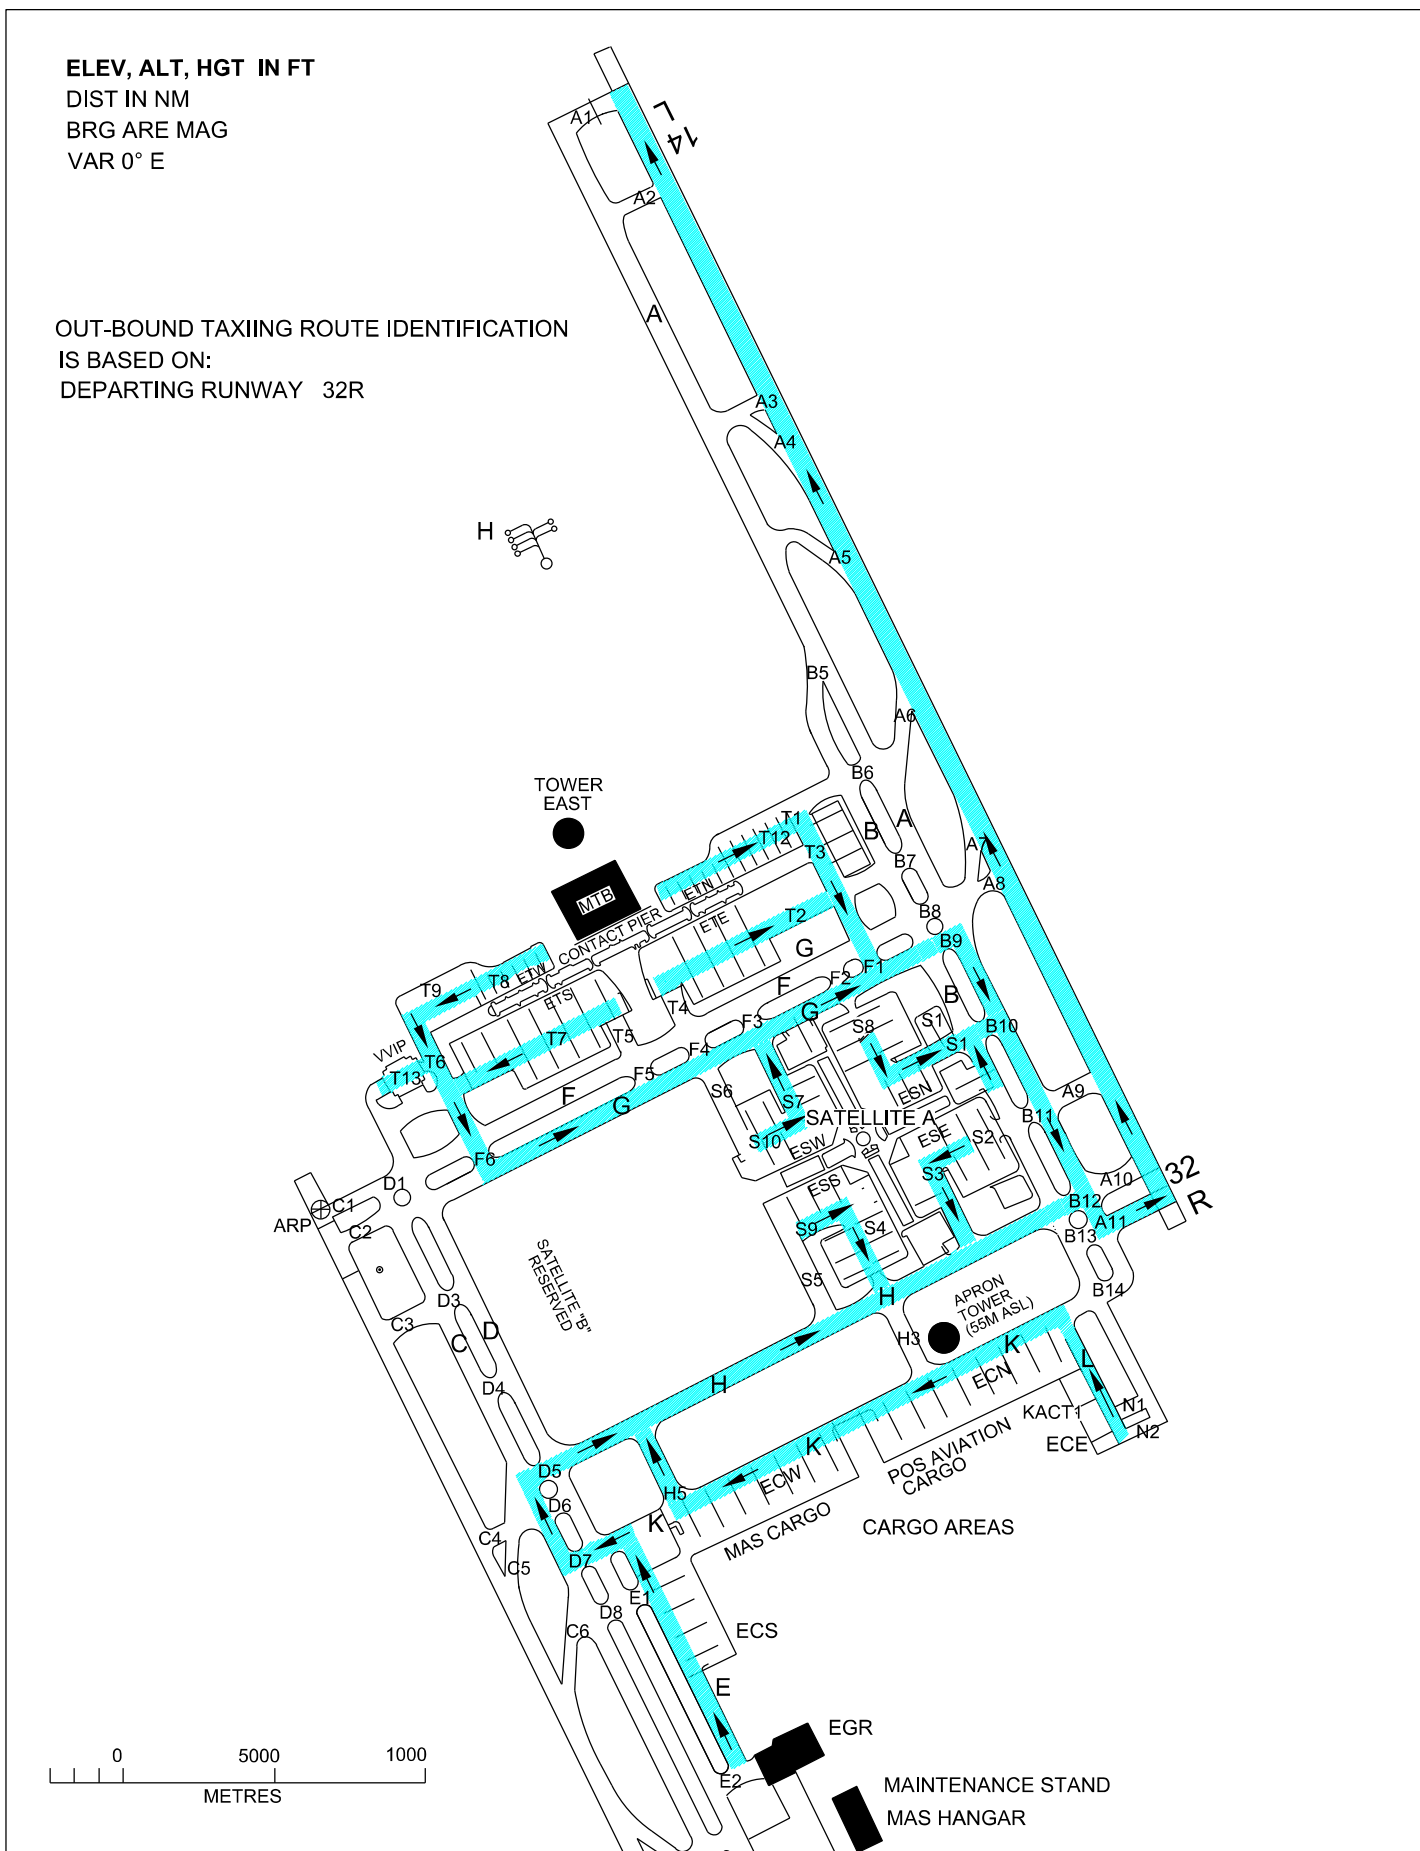 ELEV, ALT, HGT IN FT
DIST IN NM
BRG ARE MAG
VAR 0° E
OUT-BOUND TAXIING ROUTE IDENTIFICATION
IS BASED ON:
DEPARTING RUNWAY 32R
14
L
A1
A2
A
A3
A4
H
A5
B5
A6
B6
TOWER
EAST
T1
T12
T3
B
A
A7
B7
A8
MTB
ETN
CONTACT PIER
ETE
T2
B8
B9
G
F1
F2
F
T8
ETW
ETS
T9
T4
G
B
F3
T7
T5
F4
S8
S1
B10
S1
VVIP
T6
T13
F5
F
G
S6
S7
ESN
A9
SATELLITE A
B11
S10
ESW
ESE
S2
F6
S3
A10
32
R
D1
C1
ARP
C2
ESS
B12
A11
B13
S9
S4
SATELLITE "B"
RESERVED
S5
B14
D3
H
APRON
TOWER
(55M ASL)
C3
C
D
H3
K
ECN
L
H
D4
N1
KACT1
N2
ECE
K
POS AVIATION
CARGO
D5
ECW
H5
D6
K
MAS CARGO
CARGO AREAS
C4
D7
C5
E1
D8
C6
ECS
E
EGR
E2
MAINTENANCE STAND
MAS HANGAR
0 5000 1000
METRES